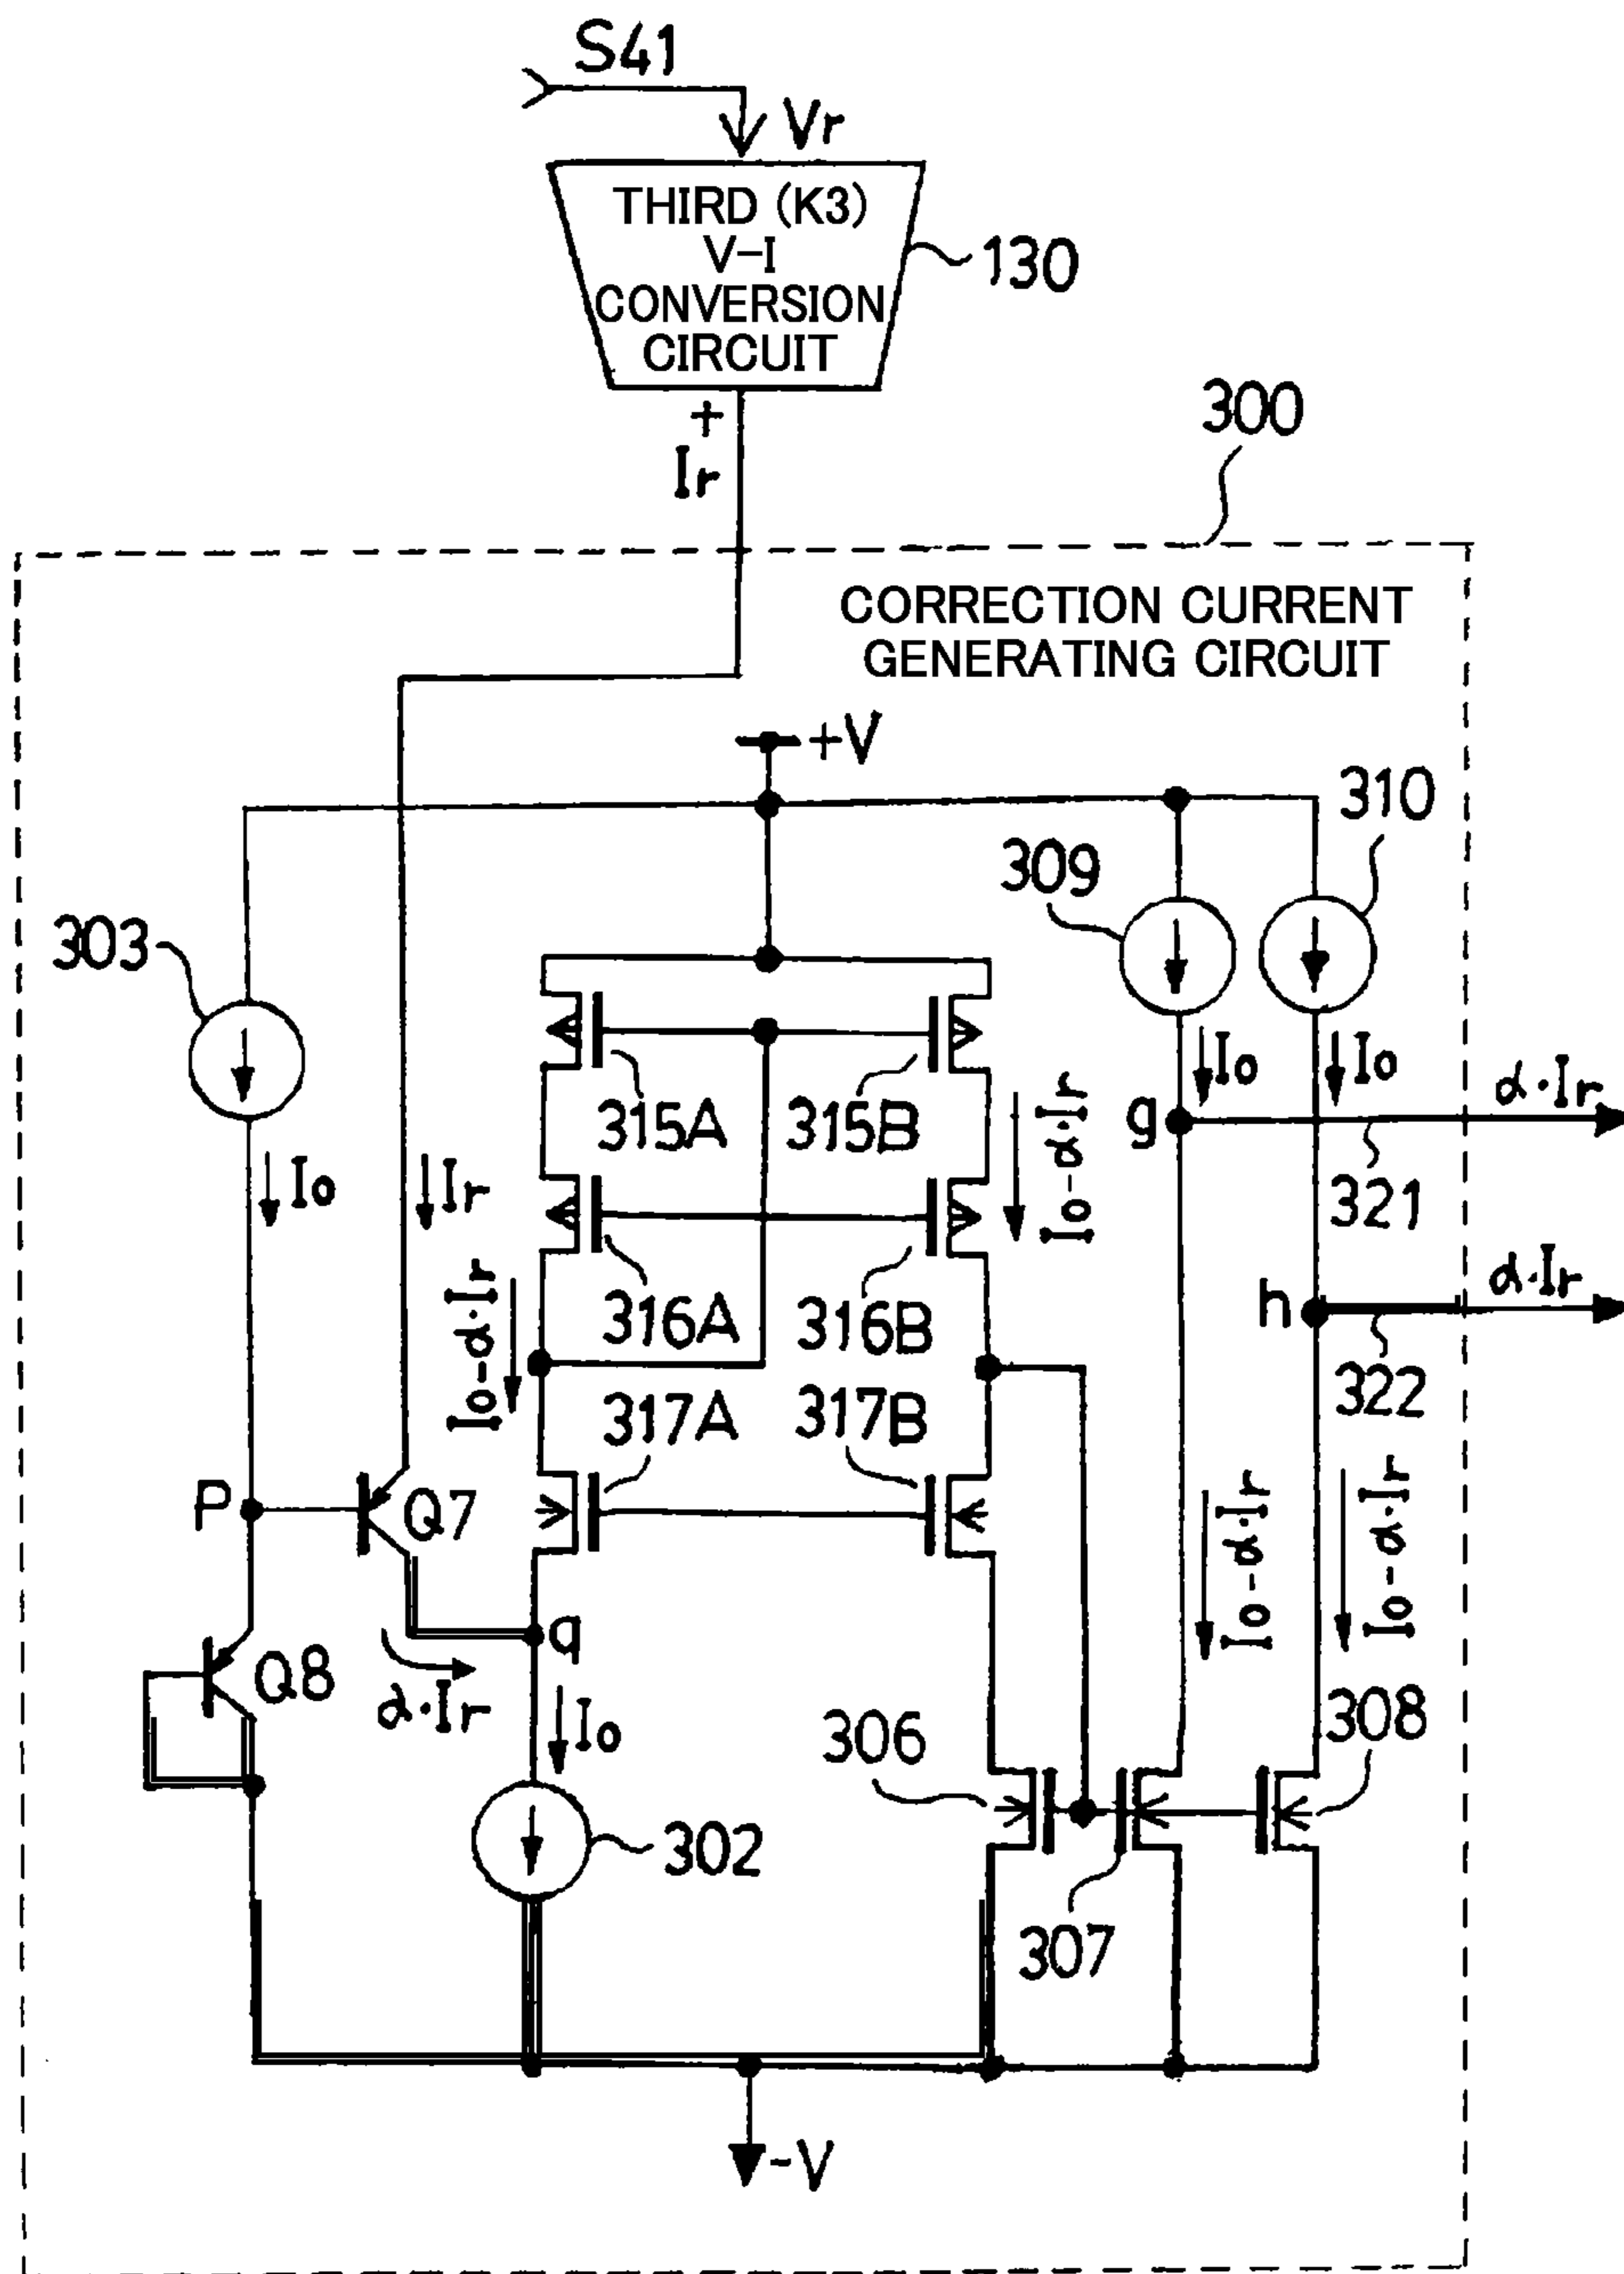 S41
Vr
THIRD (K3)
V-I
CONVERSION
CIRCUIT
130
+
Ir
300
CORRECTION CURRENT
GENERATING CIRCUIT
+V
310
309
303
Io
Io
α·Ir
315A
315B
Io-α·Ir
g
Io
Ir
321
α·Ir
h
316A
316B
Io-α·Ir
322
317A
317B
P
Q7
Io-α·Ir
Io-α·Ir
q
Q8
α·Ir
Io
306
308
302
307
-V